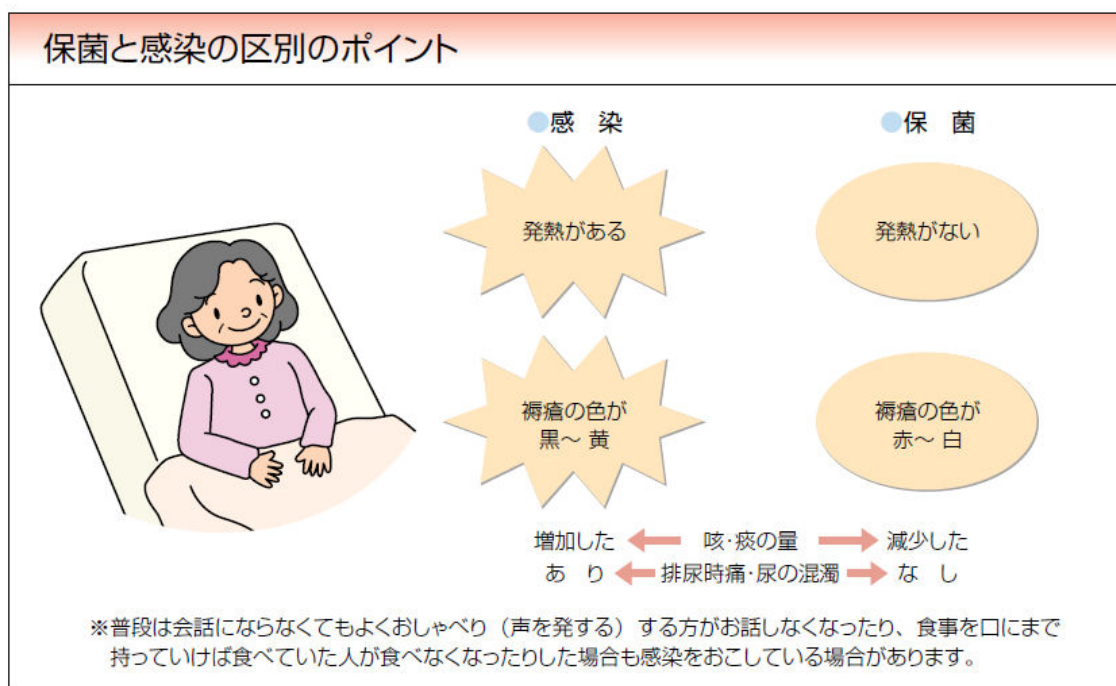 保菌と感染の区別のポイント
●感 染
●保 菌
発熱がある
発熱がない
褥瘡の色が
黒～ 黄
褥瘡の色が
赤～ 白
増加した 咳･痰の量 減少した
あ り 排尿時痛･尿の混濁 な し
※普段は会話にならなくてもよくおしゃべり（声を発する）する方がお話しなくなったり、食事を口にまで
持っていけば食べていた人が食べなくなったりした場合も感染をおこしている場合があります。